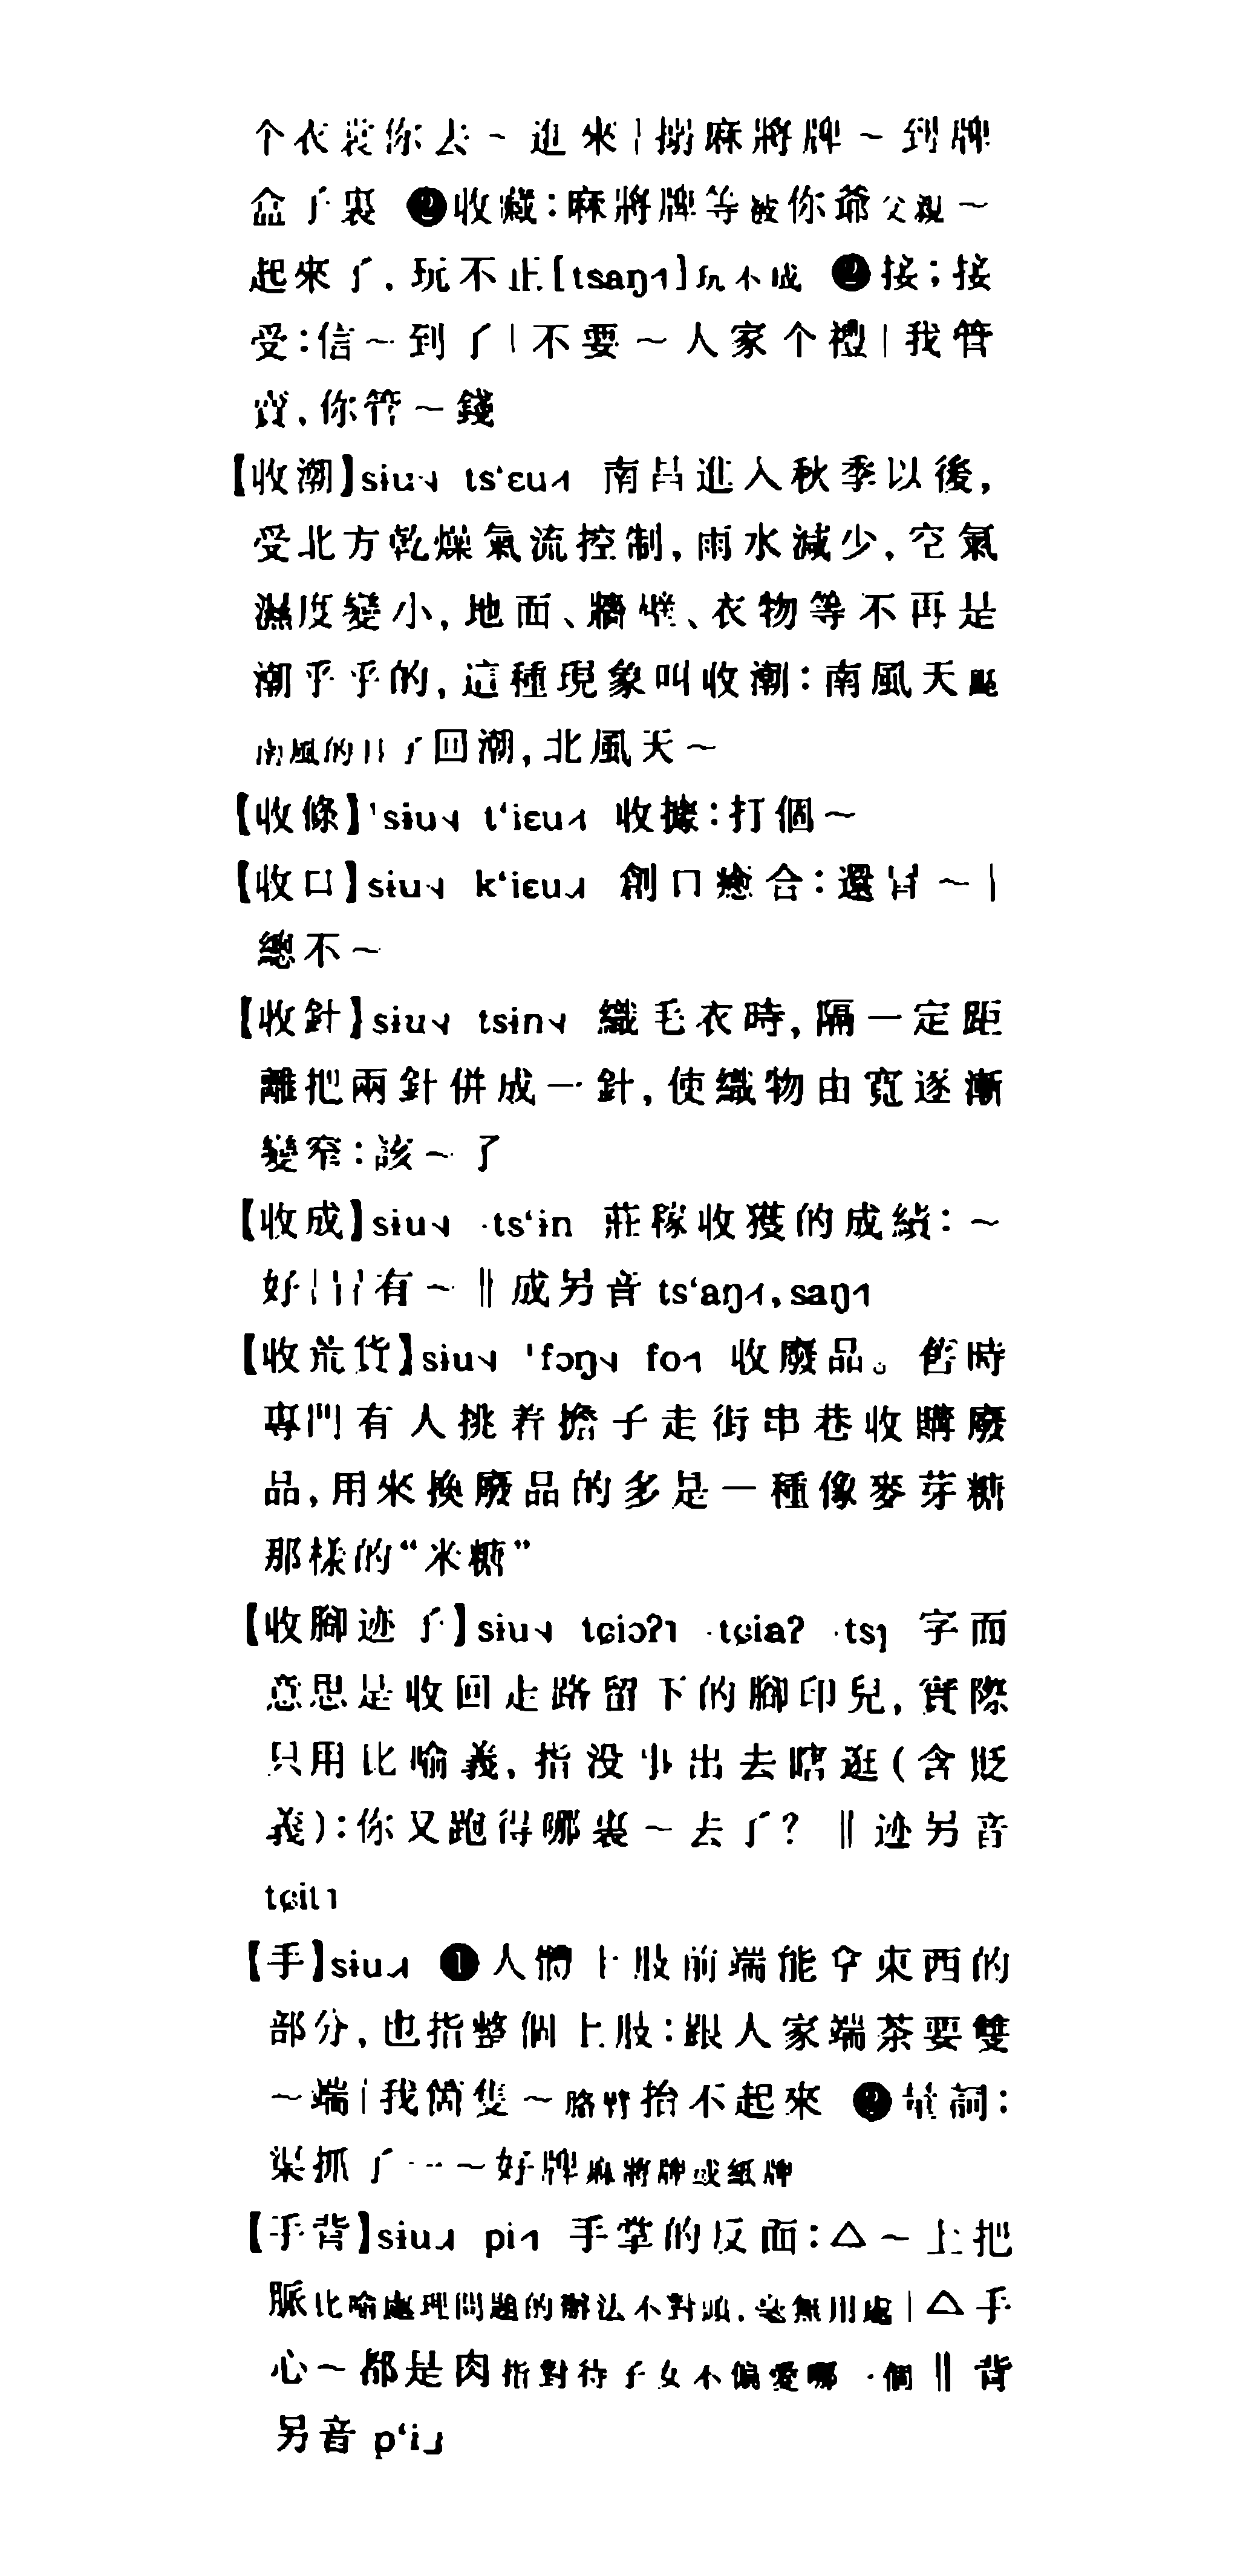 个衣裳你去～進來|搨麻將牌～到牌
盒子裏 ❷收藏：麻將牌等被你爺父親～
起來了，玩不正[tsaŋ˧˥]玩不成 ❷接；接
受：信～到了|不要～人家个禮|我管
賣，你管～錢
【收潮】sɨu˦˨ tsʻɛu˧˥ 南昌進入秋季以後，
受北方乾燥氣流控制，雨水減少，空氣
濕度變小，地面、牆壁、衣物等不再是
潮乎乎的，這種現象叫收潮：南風天颳
南風的日子回潮，北風天～
【收條】ˈsɨu˦˨ tʻiɛu˧˥ 收據：打個～
【收口】sɨu˦˨ kʻiɛu˨˩˧ 創口癒合：還冒～|
總不～
【收針】sɨu˦˨ tsɨn˦˨ 織毛衣時，隔一定距
離把兩針併成一針，使織物由寬逐漸
變窄：該～了
【收成】sɨu˦˨ ·tsʻɨn 莊稼收獲的成績：～
好|冒有～‖成另音 tsʻaŋ˧˥，saŋ˧˥
【收荒貨】sɨu˦˨ ˈfɔŋ˦˨ fo˧˥ 收廢品。舊時
專門有人挑着擔子走街串巷收購廢
品，用來換廢品的多是一種像麥芽糖
那樣的“米糖”
【收腳迹子】sɨu˦˨ tɕiɔʔ˥ ·tɕiaʔ ·tsɿ 字面
意思是收回走路留下的腳印兒，實際
只用比喻義，指没事出去瞎逛（含貶
義）：你又跑得哪裏～去了？ ‖迹另音
tɕit˥
【手】sɨu˨˩˧ ❶人體上肢前端能拿東西的
部分，也指整個上肢：跟人家端茶要雙
～端|我箇隻～胳臂抬不起來 ❷量詞：
渠抓了一～好牌麻將牌或紙牌
【手背】sɨu˨˩˧ pi˧˥ 手掌的反面：△～上把
脈比喻處理問題的辦法不對頭，毫無用處|△手
心～都是肉指對待子女不偏愛哪一個‖背
另音 pʻi˩